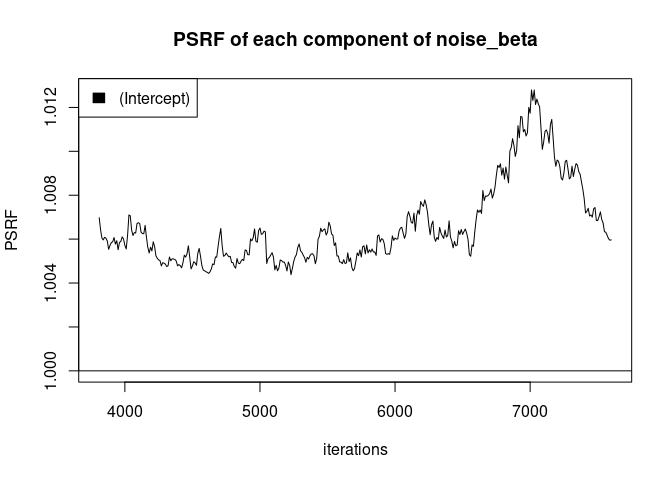 PSRF of each component of noise_beta
(Intercept)
PSRF
1.012
1.008
1.004
1.000
4000 5000 6000 7000
iterations